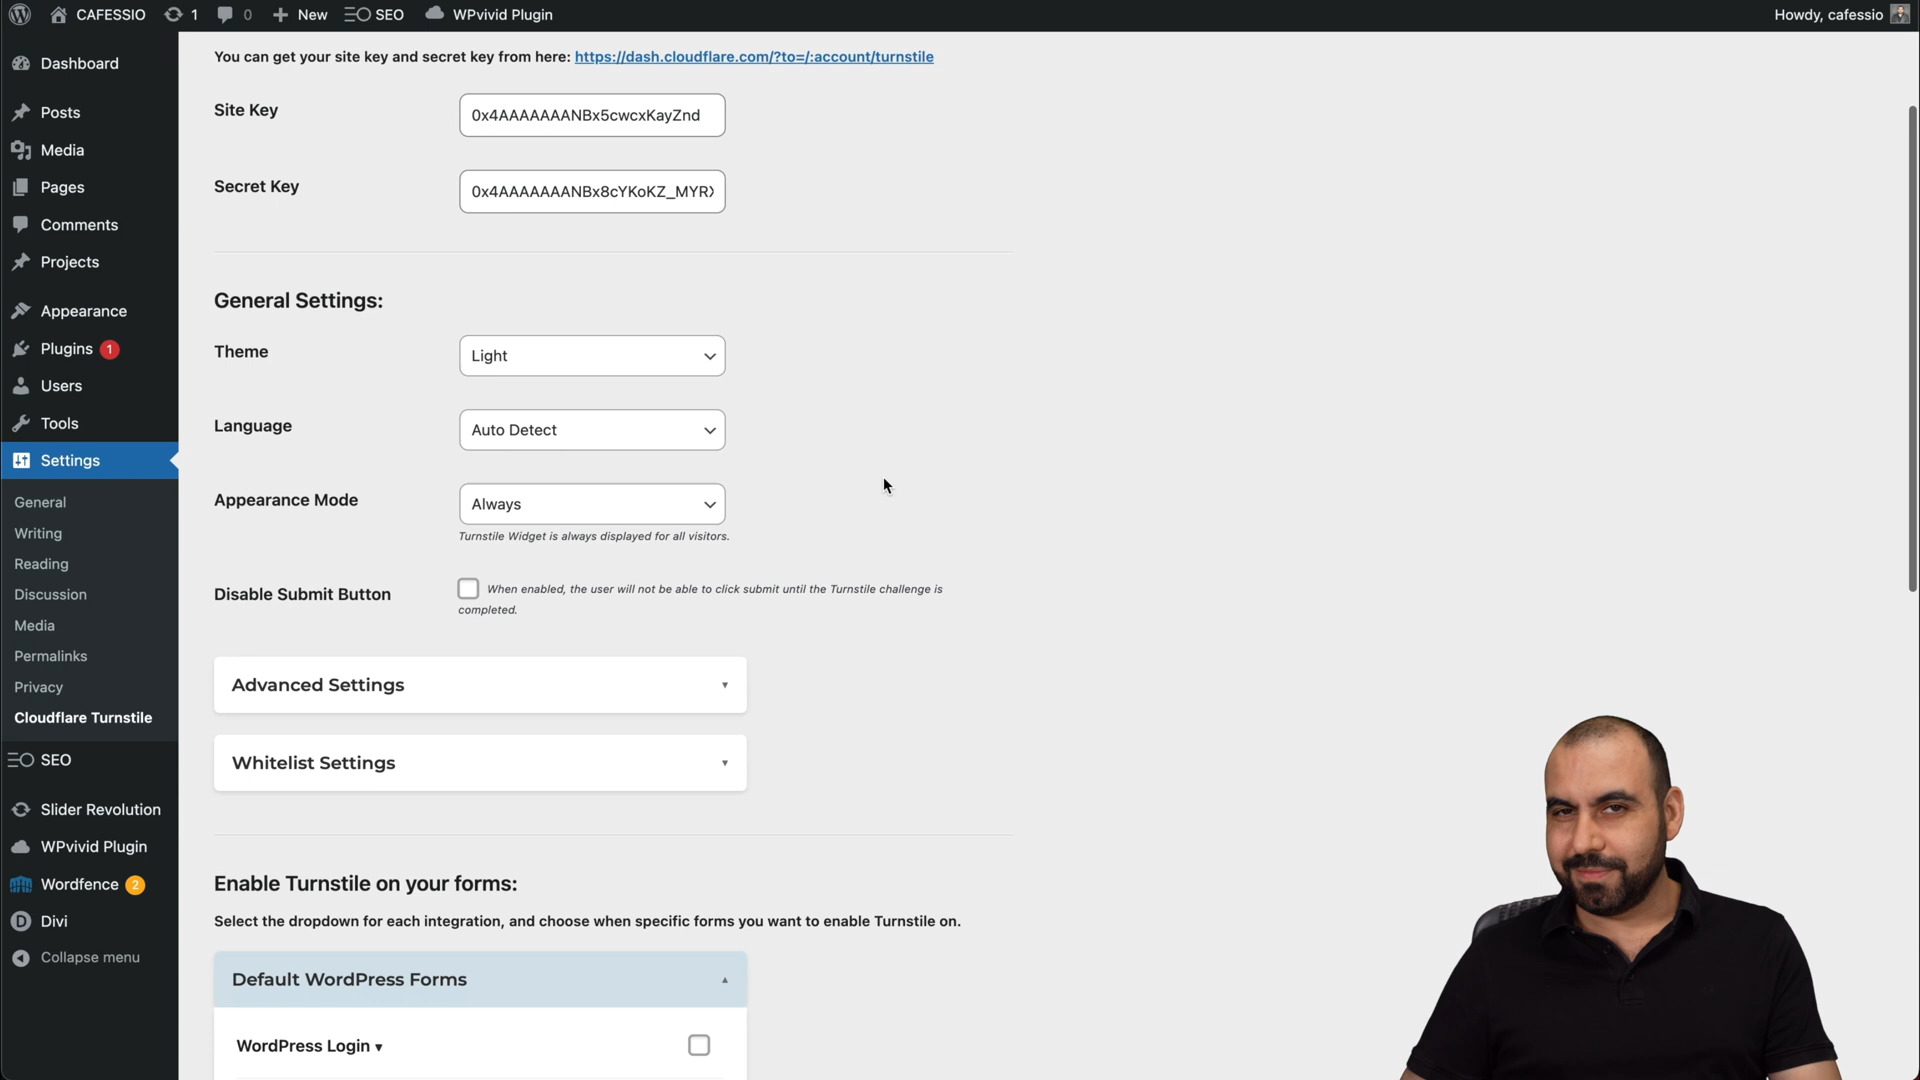 CAFESSIO 1 0 New SEO WPvivid Plugin Howdy, cafessio
Dashboard
Posts
Media
Pages
Comments
Projects
Appearance
Plugins 1
Users
Tools
Settings
General
Writing
Reading
Discussion
Media
Permalinks
Privacy
Cloudflare Turnstile
SEO
Slider Revolution
WPvivid Plugin
Wordfence 2
Divi
Collapse menu
You can get your site key and secret key from here: https://dash.cloudflare.com/?to=/:account/turnstile
Site Key 0x4AAAAAAANBx5cwcxKayZnd
Secret Key 0x4AAAAAAANBx8cYKoKZ_MYR
General Settings:
Theme Light
Language Auto Detect
Appearance Mode Always
Turnstile Widget is always displayed for all visitors.
Disable Submit Button When enabled, the user will not be able to click submit until the Turnstile challenge is
completed.
Advanced Settings
Whitelist Settings
Enable Turnstile on your forms:
Select the dropdown for each integration, and choose when specific forms you want to enable Turnstile on.
Default WordPress Forms
WordPress Login